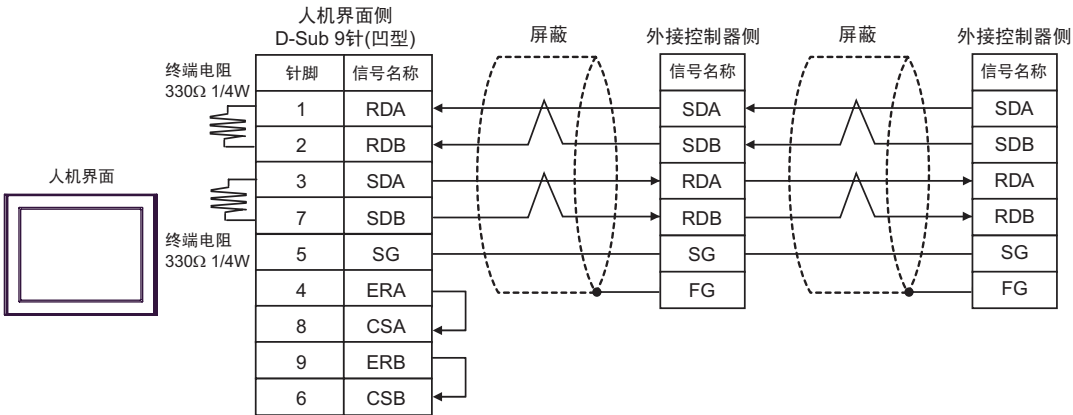 人机界面侧
D-Sub 9针(凹型)
屏蔽
外接控制器侧
屏蔽
外接控制器侧
终端电阻
330Ω 1/4W
针脚 信号名称
信号名称
信号名称
1 RDA
SDA
SDA
2 RDB
SDB
SDB
人机界面
3 SDA
RDA
RDA
7 SDB
RDB
RDB
终端电阻
330Ω 1/4W
5 SG
SG
SG
4 ERA
FG
FG
8 CSA
9 ERB
6 CSB